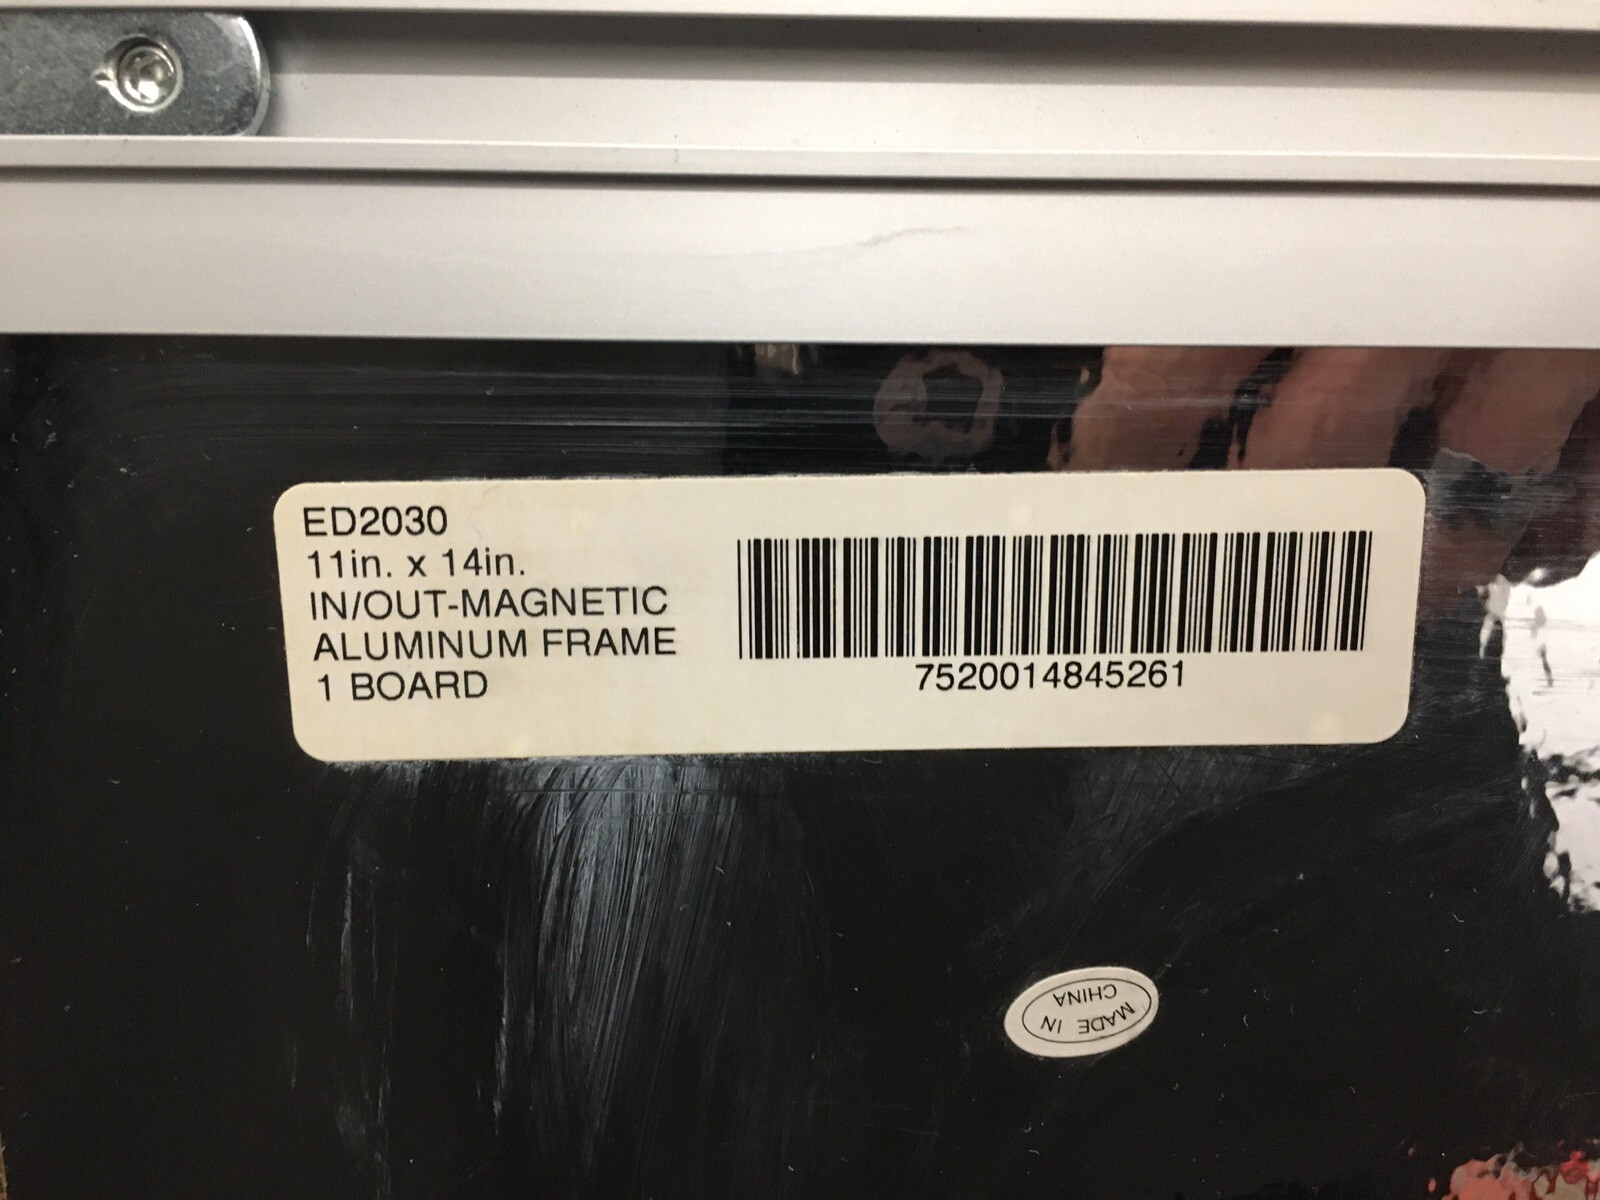 ED2030
11in. x 14in.
IN/OUT-MAGNETIC
ALUMINUM FRAME
1 BOARD
7520014845261
MADE IN
CHINA